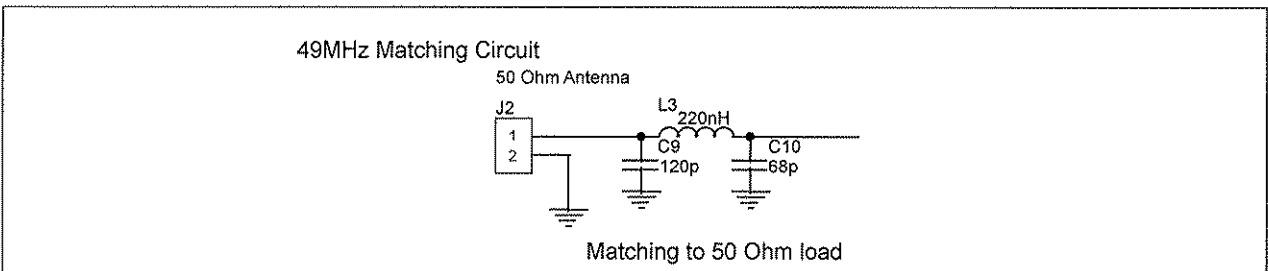 49MHz Matching Circuit
50 Ohm Antenna
J2
1
2
L3
220nH
C9
120p
C10
68p
Matching to 50 Ohm load